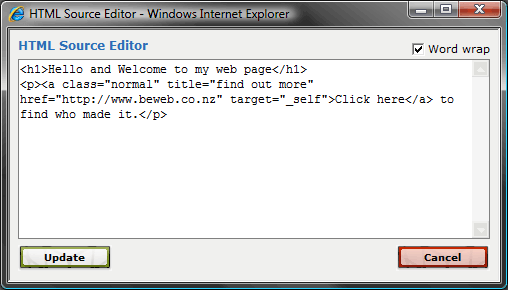 HTML Source Editor - Windows Internet Explorer
HTML Source Editor
Word wrap
<h1>Hello and Welcome to my web page</h1>
<p><a class="normal" title="find out more"
href="http://www.beweb.co.nz" target="_self">Click here</a> to
find who made it.</p>
Update
Cancel